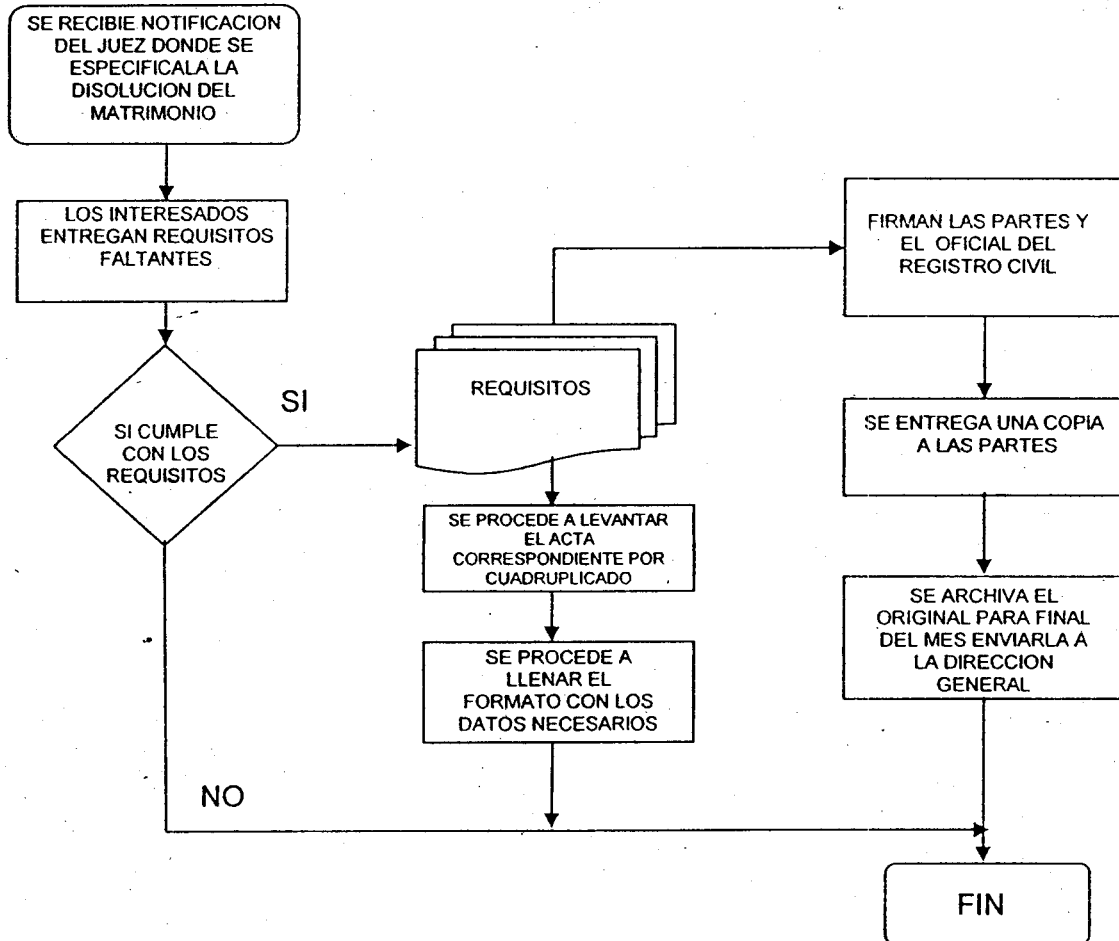 SE RECIBIE NOTIFICACION
DEL JUEZ DONDE SE
ESPECIFICALA LA
DISOLUCION DEL
MATRIMONIO
LOS INTERESADOS
ENTREGAN REQUISITOS
FALTANTES
SI CUMPLE
CON LOS
REQUISITOS
SI
NO
REQUISITOS
SE PROCEDE A LEVANTAR
EL ACTA
CORRESPONDIENTE POR
CUADRUPLICADO
SE PROCEDE A
LLENAR EL
FORMATO CON LOS
DATOS NECESARIOS
FIRMAN LAS PARTES Y
EL OFICIAL DEL
REGISTRO CIVIL
SE ENTREGA UNA COPIA
A LAS PARTES
SE ARCHIVA EL
ORIGINAL PARA FINAL
DEL MES ENVIARLA A
LA DIRECCION
GENERAL
FIN